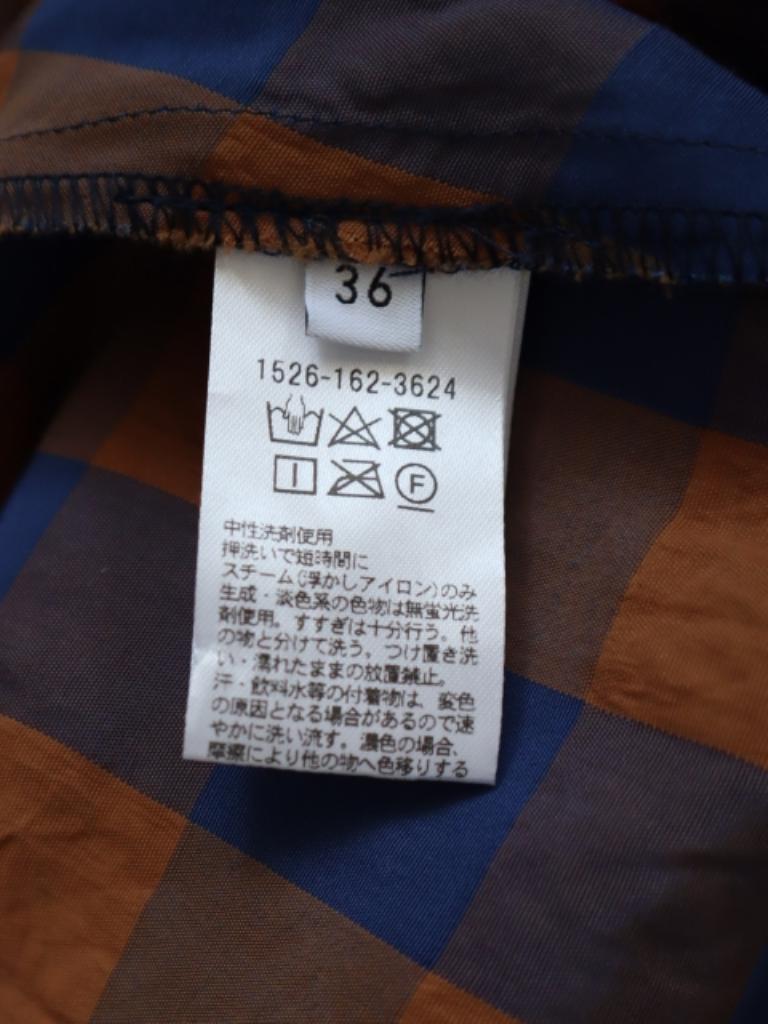 36
1526-162-3624
F
中性洗剤使用
押洗いで短時間に
スチーム(浮かしアイロン)のみ
生成・淡色系の色物は無蛍光洗
剤使用。すすぎは十分行う。他
の物と分けて洗う。つけ置き洗
い・濡れたままの放置禁止。
汗・飲料水等の付着物は、変色
の原因となる場合があるので速
やかに洗い流す。濃色の場合、
摩擦により他の物へ色移りする